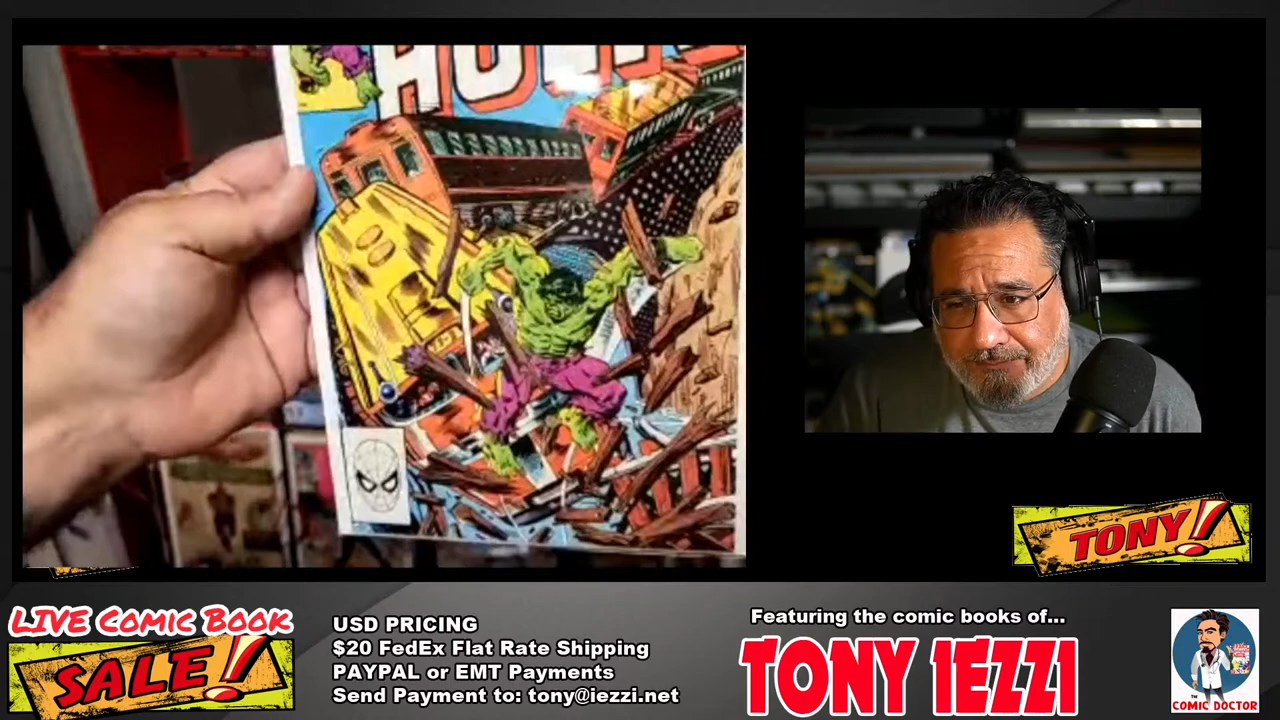 HULK
TONY!
LIVE COMIC BOOK
SALE!
USD PRICING
$20 FedEx Flat Rate Shipping
PAYPAL or EMT Payments
Send Payment to: tony@iezzi.net
Featuring the comic books of...
TONY IEZZI
THE
COMIC DOCTOR